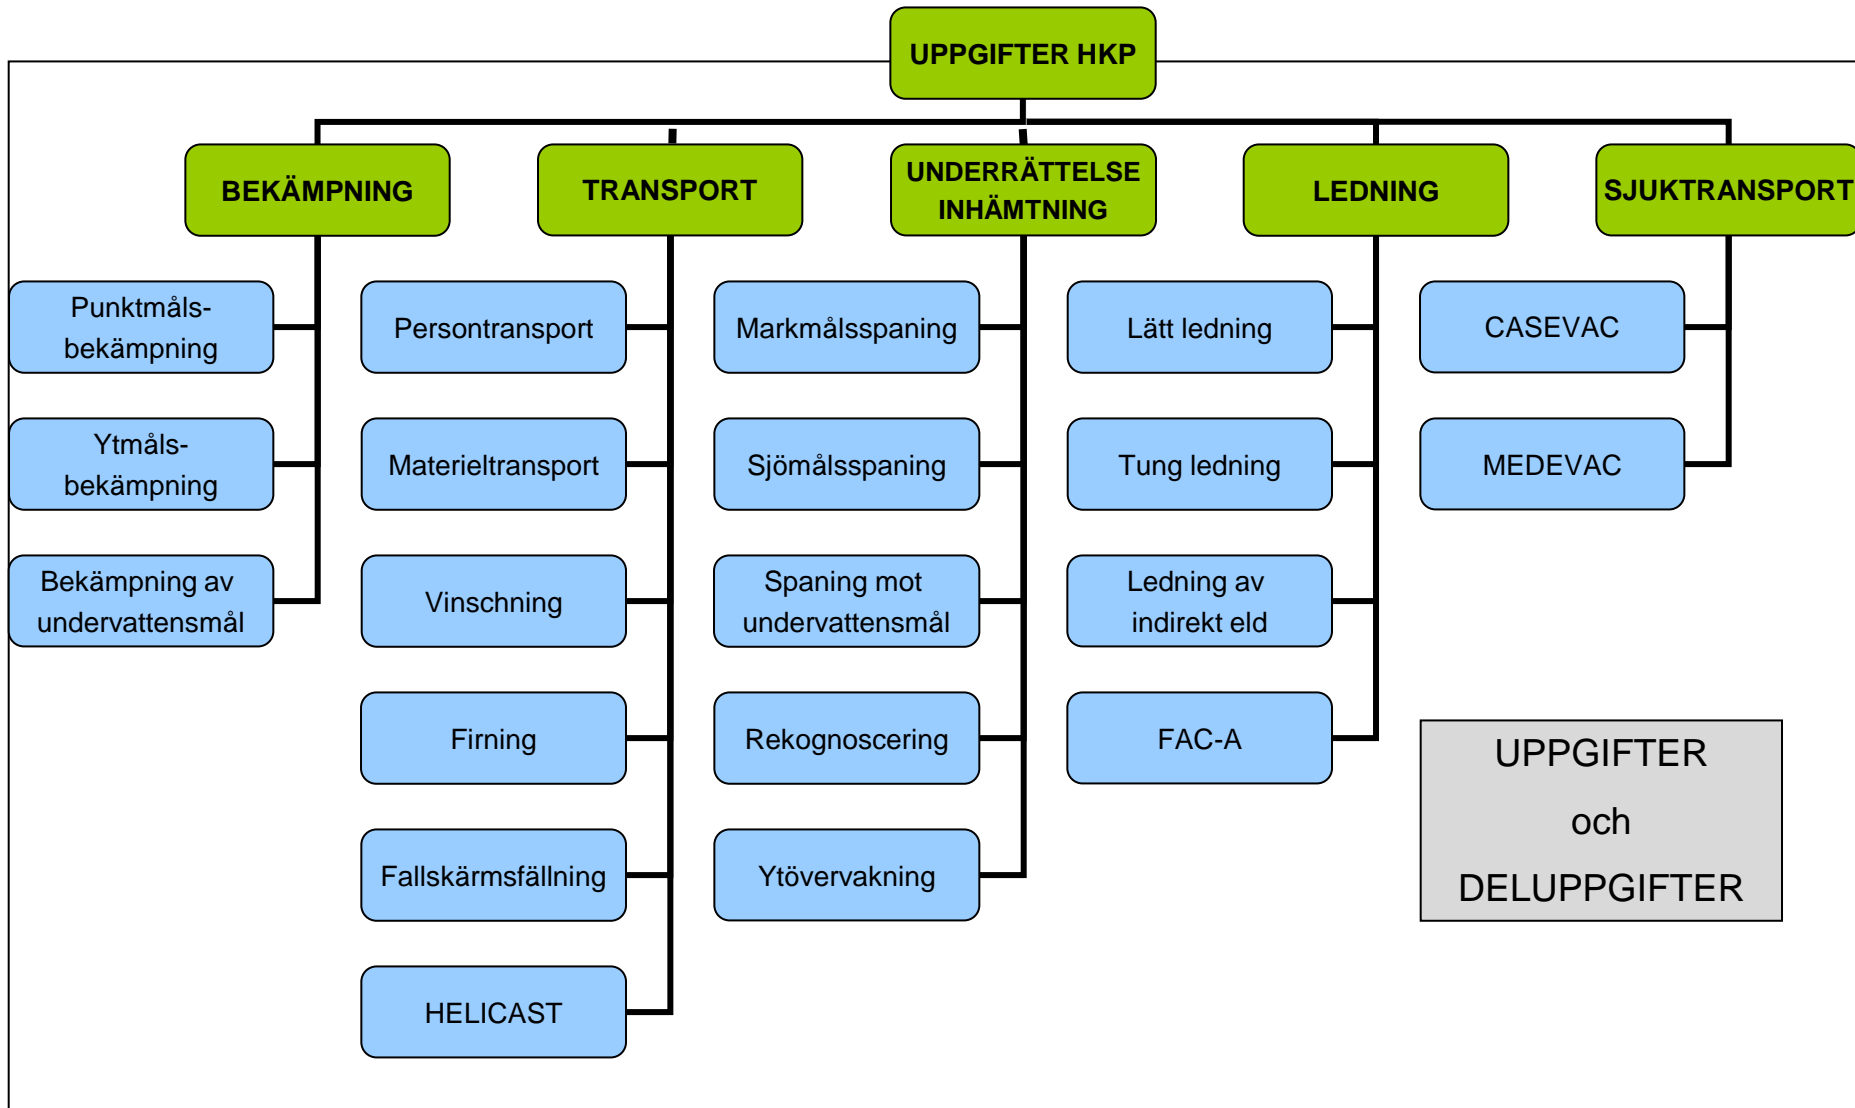 UPPGIFTER HKP
BEKÄMPNING
Punktmåls-
bekämpning
Ytmåls-
bekämpning
Bekämpning av
undervattensmål
TRANSPORT
Persontransport
Materieltransport
Vinschning
Firning
Fallskärmsfällning
HELICAST
UNDERRÄTTELSE
INHÄMTNING
Markmålsspaning
Sjömålsspaning
Spaning mot
undervattensmål
Rekognoscering
Ytövervakning
LEDNING
Lätt ledning
Tung ledning
Ledning av
indirekt eld
FAC-A
SJUKTRANSPORT
CASEVAC
MEDEVAC
UPPGIFTER
och
DELUPPGIFTER